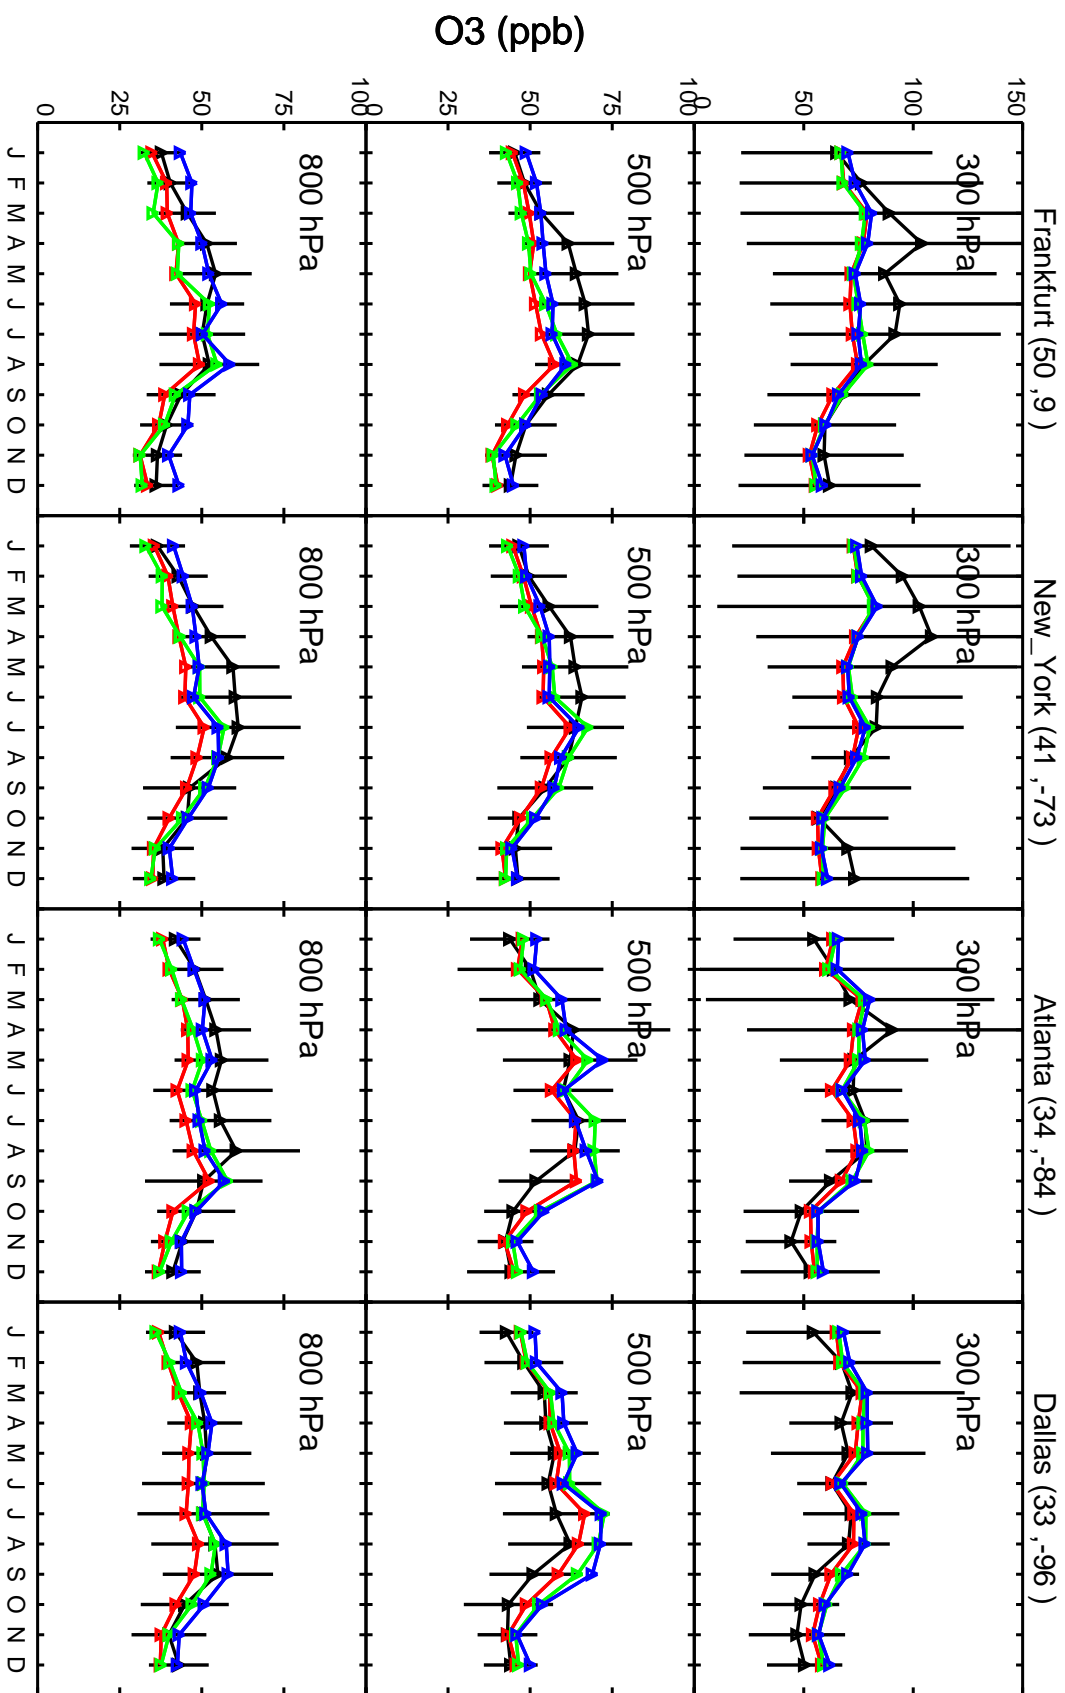 Frankfurt (50 ,9 )
New_York (41 ,-73 )
Atlanta (34 ,-84 )
Dallas (33 ,-96 )
O3 (ppb)
150
100
50
0
300 hPa
300 hPa
300 hPa
300 hPa
100
75
50
25
0
500 hPa
500 hPa
500 hPa
500 hPa
100
75
50
25
0
800 hPa
800 hPa
800 hPa
800 hPa
J F M A M J J A S O N D
J F M A M J J A S O N D
J F M A M J J A S O N D
J F M A M J J A S O N D